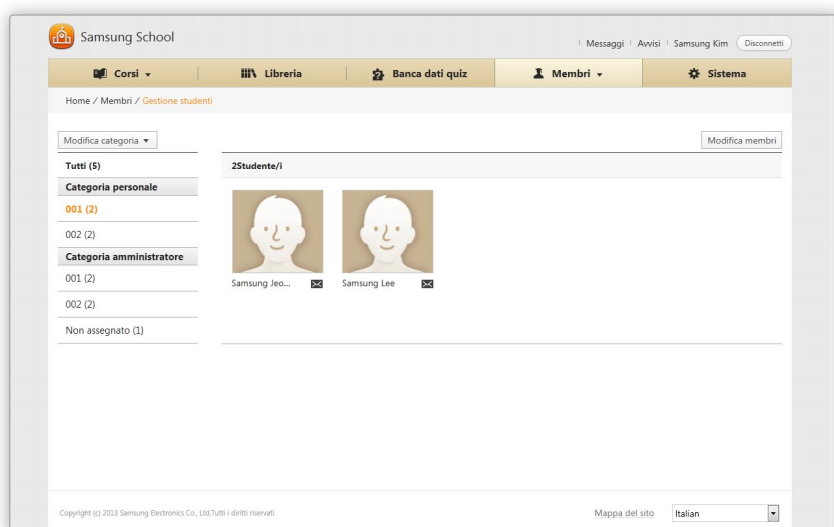 Samsung School
Messaggi Avvisi Samsung Kim Disconnetti
Corsi Libreria Banca dati quiz Membri Sistema
Home / Membri / Gestione studenti
Modifica categoria
Modifica membri
Tutti (5)
Categoria personale
001 (2)
002 (2)
Categoria amministratore
001 (2)
002 (2)
Non assegnato (1)
2Studente/i
Samsung Jeo... Samsung Lee
Copyright (c) 2013 Samsung Electronics Co., Ltd.Tutti i diritti riservati.
Mappa del sito Italian